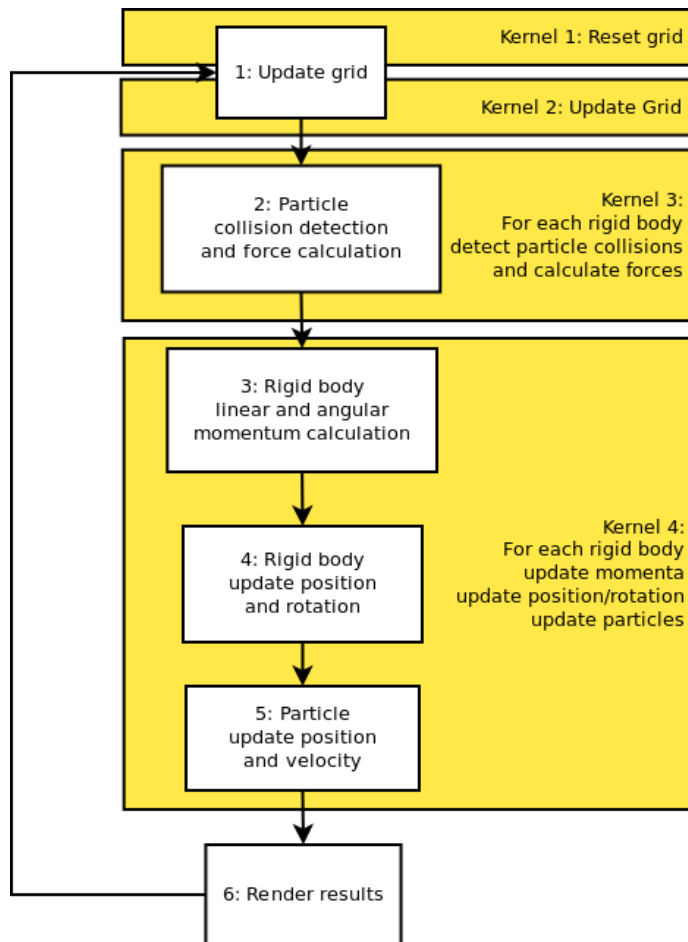 Kernel 1: Reset grid
1: Update grid
Kernel 2: Update Grid
2: Particle
collision detection
and force calculation
Kernel 3:
For each rigid body
detect particle collisions
and calculate forces
3: Rigid body
linear and angular
momentum calculation
4: Rigid body
update position
and rotation
Kernel 4:
For each rigid body
update momenta
update position/rotation
update particles
5: Particle
update position
and velocity
6: Render results